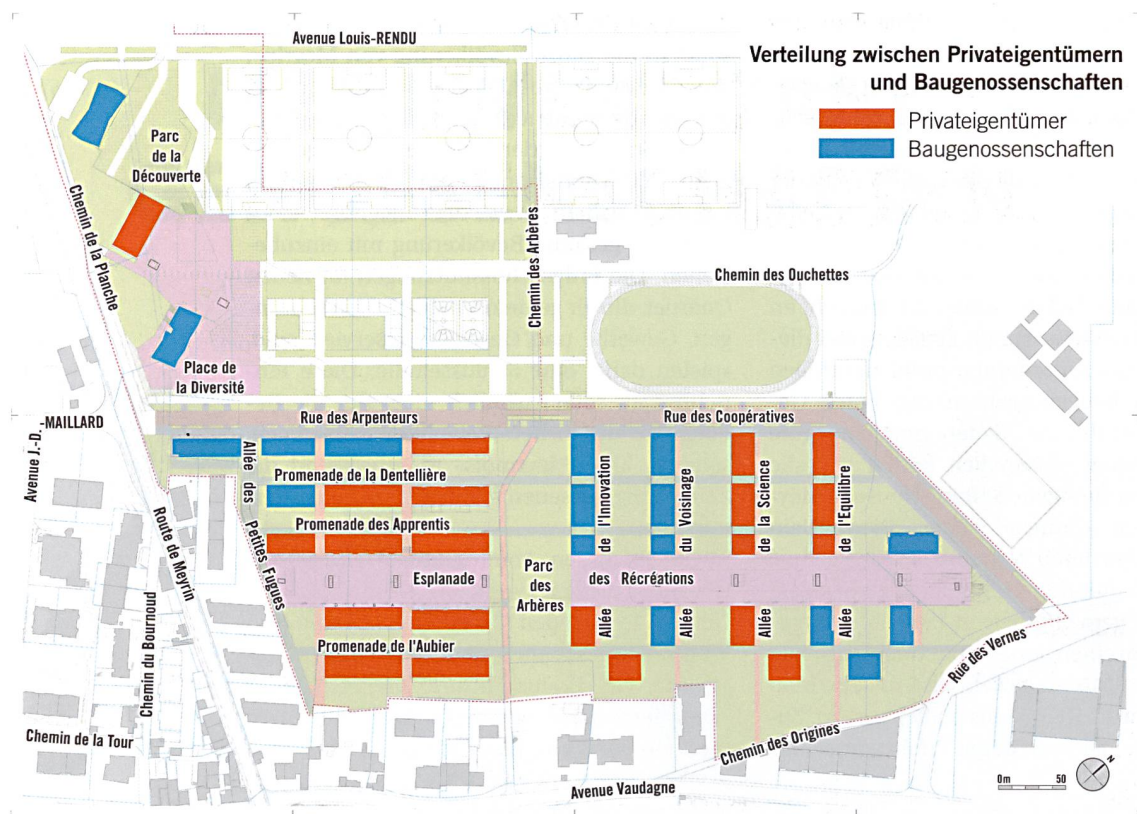 Avenue Louis-RENDU
Verteilung zwischen Privateigentümern
und Baugenossenschaften
Privateigentümer
Baugenossenschaften
Parc
de la
Découverte
Chemin de la Planche
Chemin des Arbères
Chemin des Ouchettes
Place de
la Diversité
Avenue J.-D.
-MAILLARD
Rue des Arpenteurs
Rue des Coopératives
Allée des Petites Fugues
Promenade de la Dentellière
Promenade des Apprentis
Esplanade
des Récréations
Parc
des
Arbères
Promenade de l'Aubier
Allée
de l'Innovation
Allée
du Voisinage
Allée
de la Science
Allée
de l'Equilibre
Route de Meyrin
Chemin du Bournoud
Chemin de la Tour
Rue des Vernes
Chemin des Origines
Avenue Vaudagne
0m 50
N